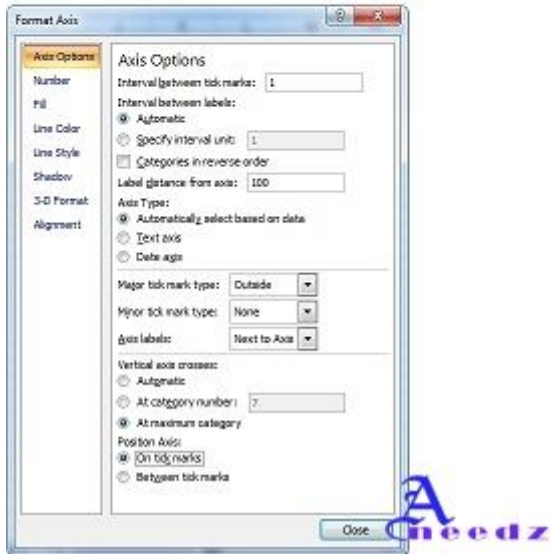 Format Axis
Axis Options
Number
Fill
Line Color
Line Style
Shadow
3-D Format
Alignment
Axis Options
Interval between tick marks: 1
Interval between labels:
Automatic
Specify interval unit: 1
Categories in reverse order
Label distance from axis: 100
Axis Type:
Automatically select based on data
Text axis
Date axis
Major tick mark type: Outside
Minor tick mark type: None
Axis labels: Next to Axis
Vertical axis crosses:
Automatic
At category number: 7
At maximum category
Position Axis:
On tick marks
Between tick marks
Close
A
needz